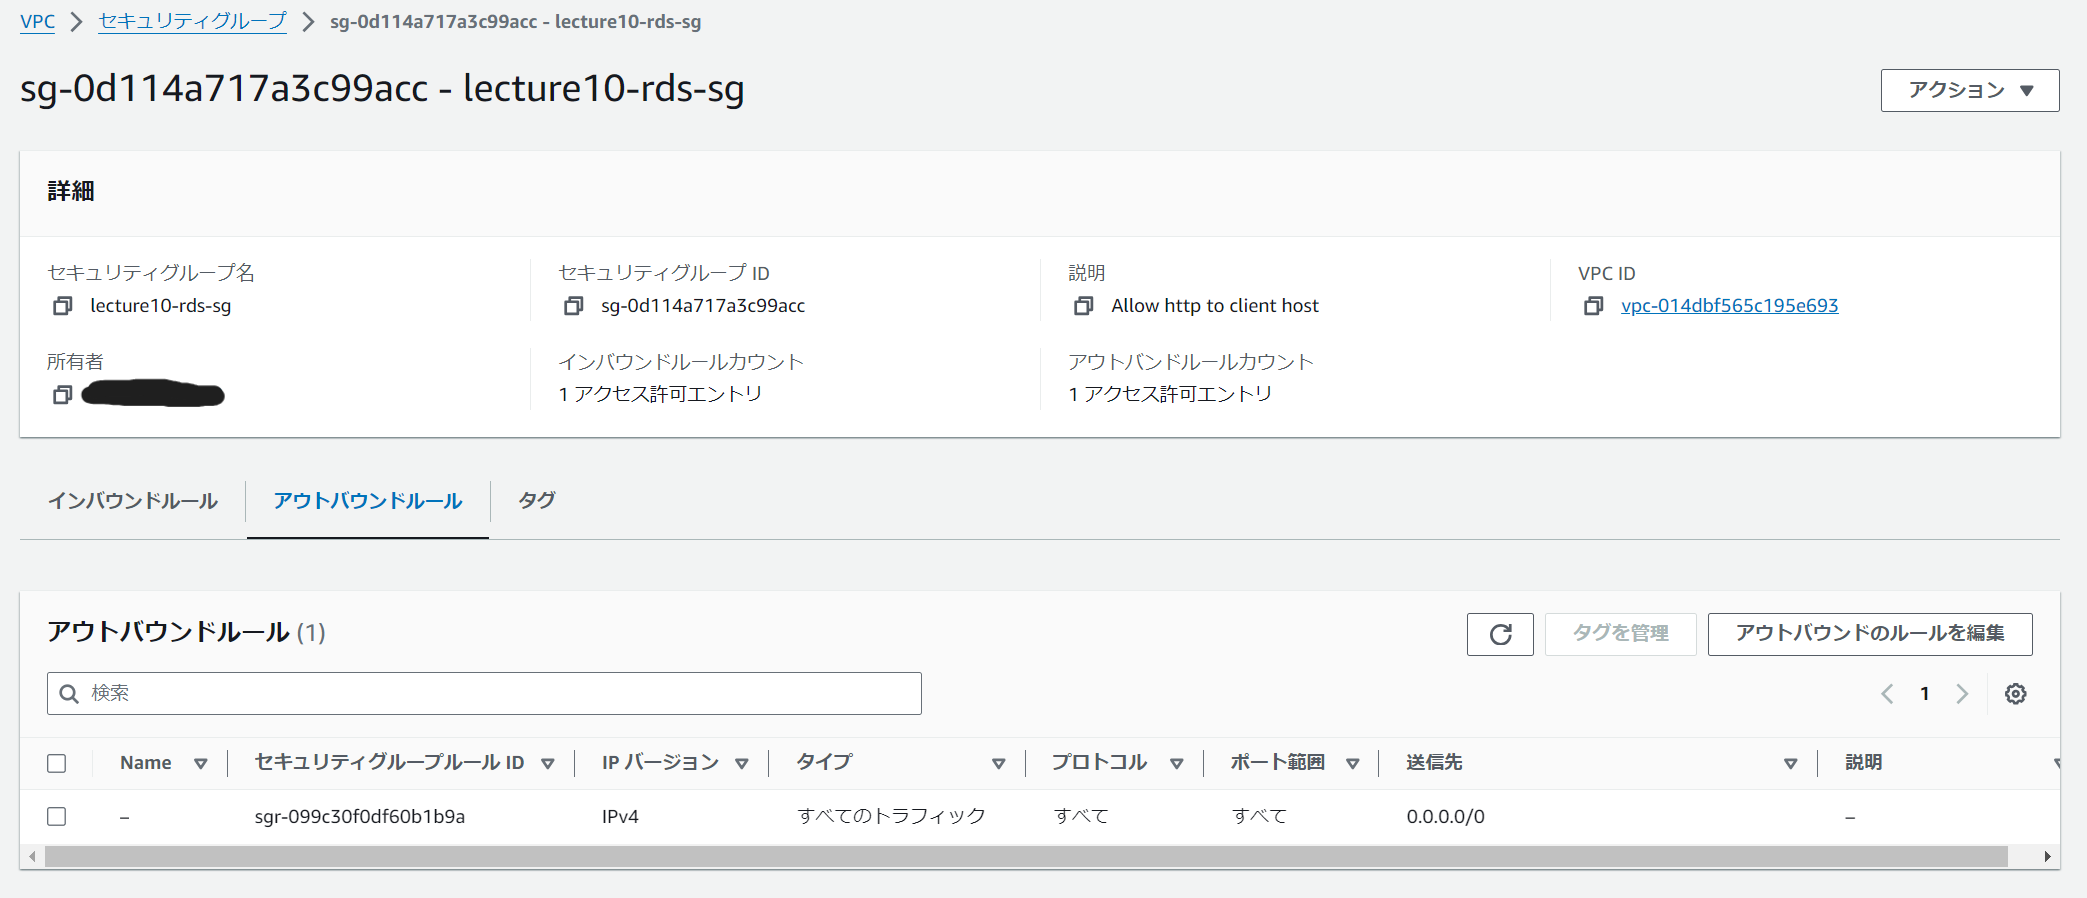 VPC > セキュリティグループ > sg-0d114a717a3c99acc - lecture10-rds-sg
sg-0d114a717a3c99acc - lecture10-rds-sg
アクション
詳細
セキュリティグループ名
lecture10-rds-sg
セキュリティグループ ID
sg-0d114a717a3c99acc
説明
Allow http to client host
VPC ID
vpc-014dbf565c195e693
所有者
インバウンドルールカウント
1 アクセス許可エントリ
アウトバンドルールカウント
1 アクセス許可エントリ
インバウンドルール アウトバウンドルール タグ
アウトバウンドルール (1)
タグを管理 アウトバウンドのルールを編集
検索
1
Name セキュリティグループルール ID IP バージョン タイプ プロトコル ポート範囲 送信先 説明
– sgr-099c30f0df60b1b9a IPv4 すべてのトラフィック すべて すべて 0.0.0.0/0 –